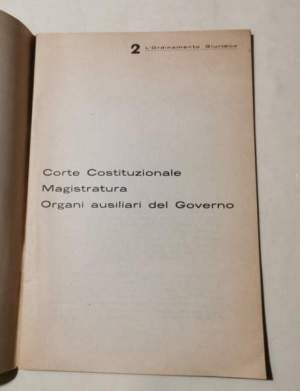 2 L'Ordinamento Giuridico
Corte Costituzionale
Magistratura
Organi ausiliari del Governo